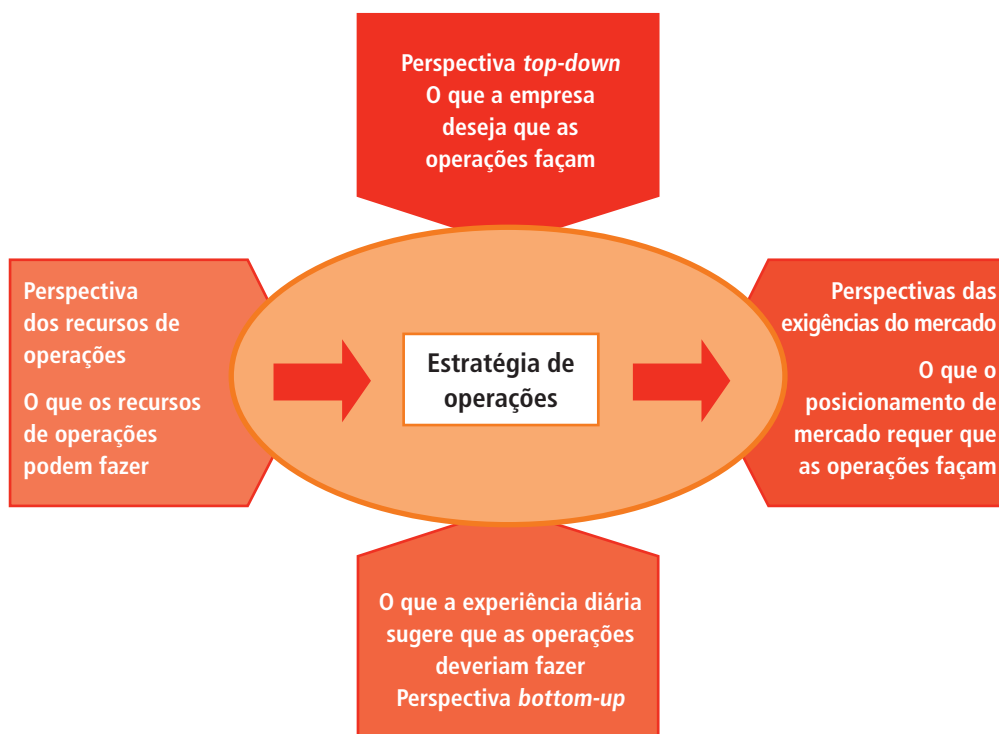 Perspectiva top-down
O que a empresa
deseja que as
operações façam
Perspectiva
dos recursos de
operações
O que os recursos
de operações
podem fazer
Estratégia de
operações
Perspectivas das
exigências do mercado
O que o
posicionamento de
mercado requer que
as operações façam
O que a experiência diária
sugere que as operações
deveriam fazer
Perspectiva bottom-up